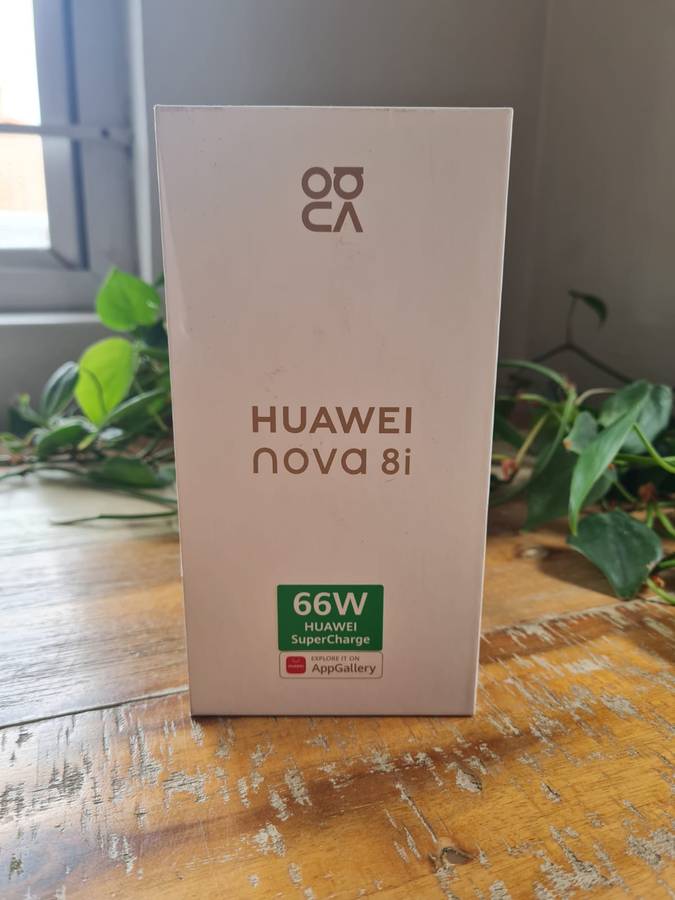 HUAWEI
nova 8i
66W
HUAWEI
SuperCharge
EXPLORE IT ON
AppGallery